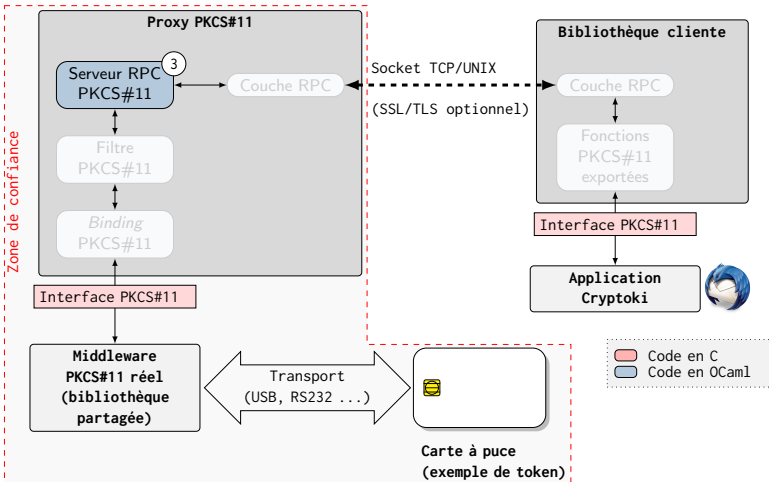 Proxy PKCS#11
Serveur RPC
PKCS#11
3
Couche RPC
Filtre
PKCS#11
Binding
PKCS#11
Zone de confiance
Interface PKCS#11
Middleware
PKCS#11 réel
(bibliothèque
partagée)
Transport
(USB, RS232 ...)
Carte à puce
(exemple de token)
Socket TCP/UNIX
(SSL/TLS optionnel)
Bibliothèque cliente
Couche RPC
Fonctions
PKCS#11
exportées
Interface PKCS#11
Application
Cryptoki
Code en C
Code en OCaml